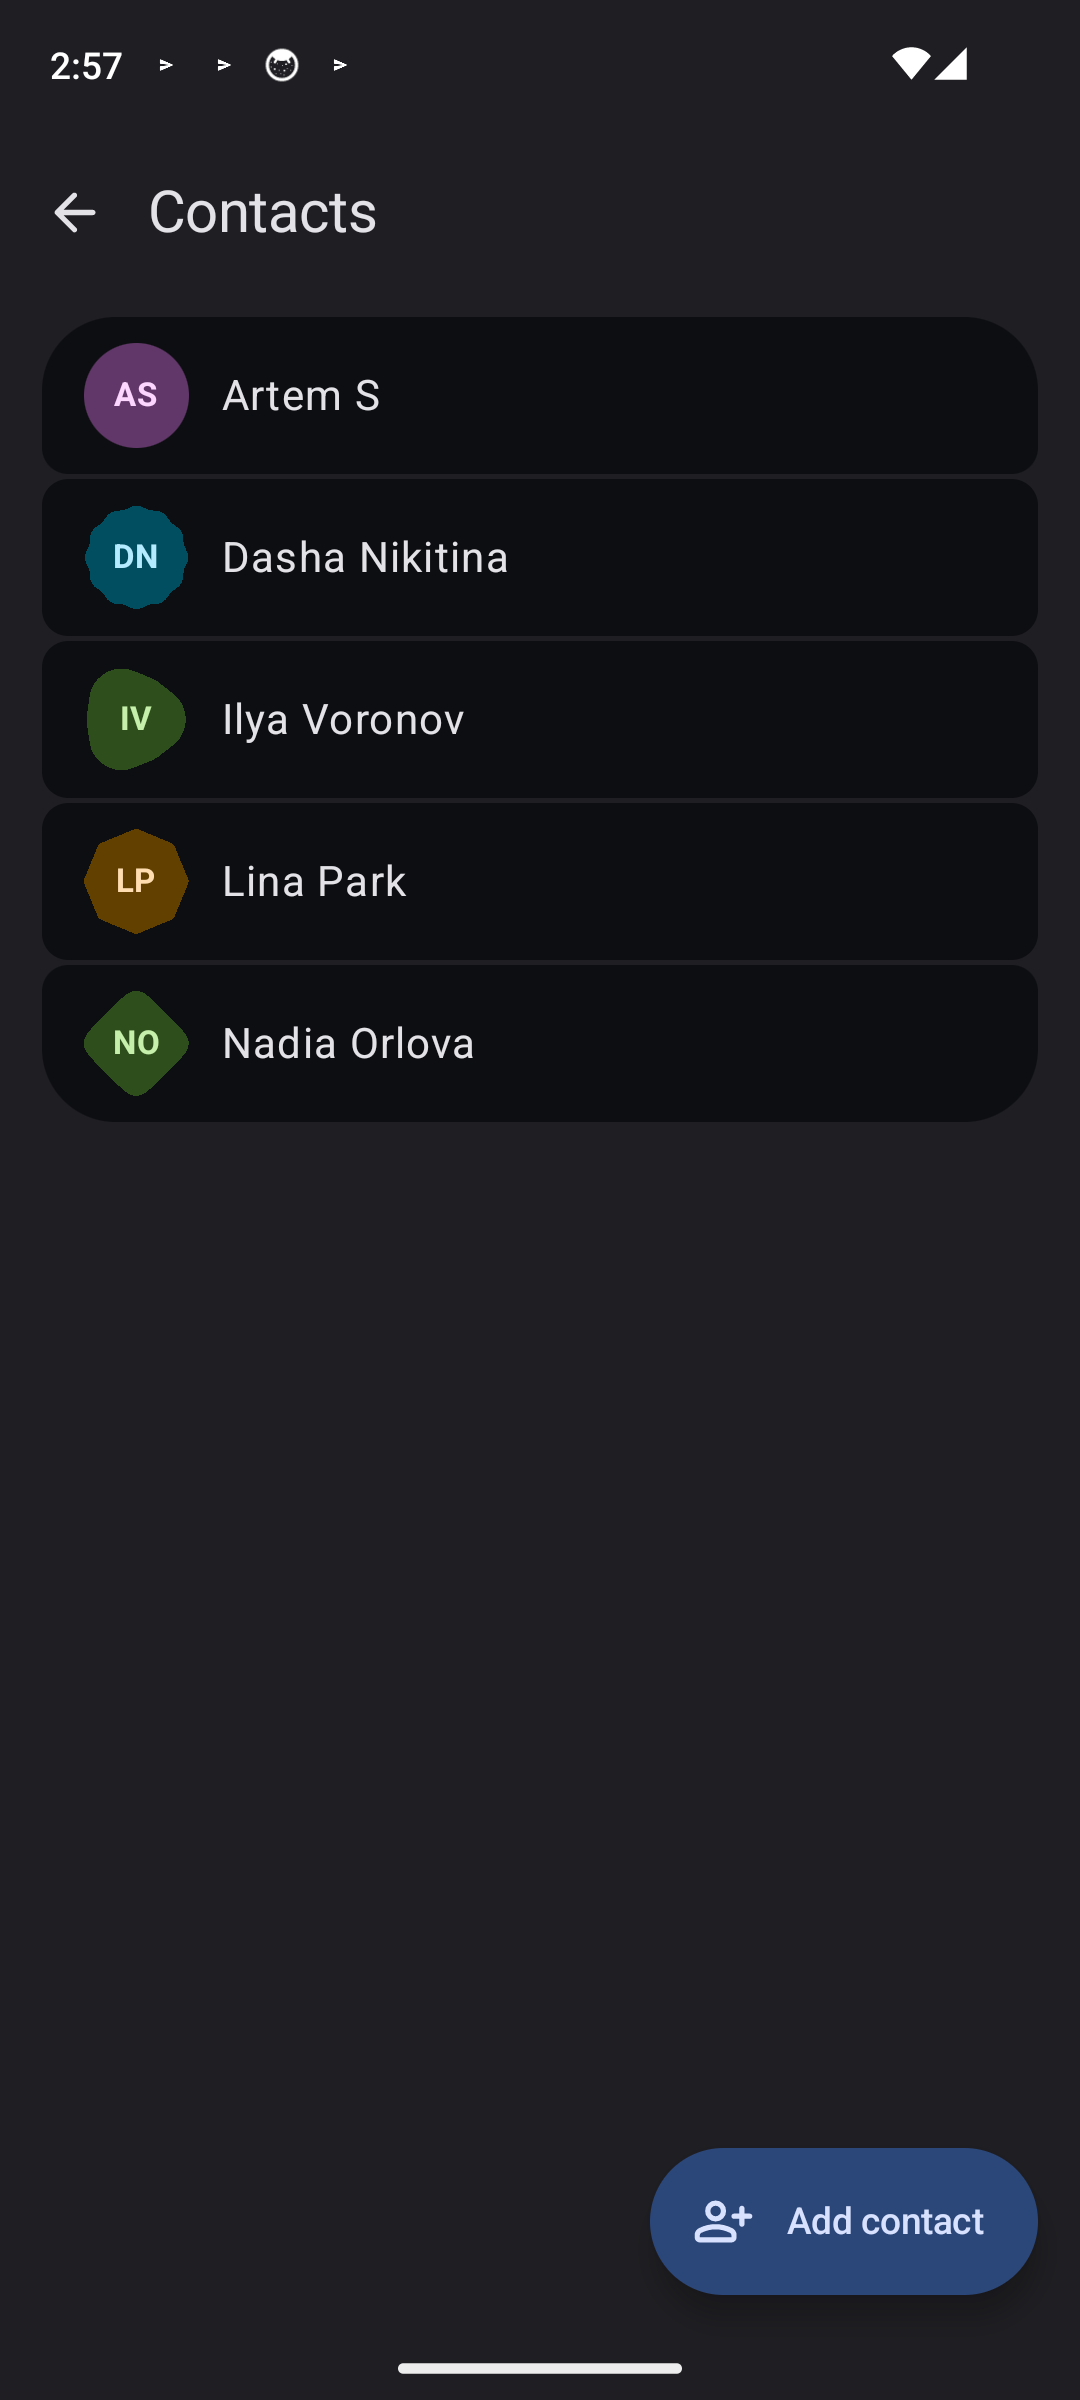 2:57
Contacts
AS Artem S
DN Dasha Nikitina
IV Ilya Voronov
LP Lina Park
NO Nadia Orlova
Add contact